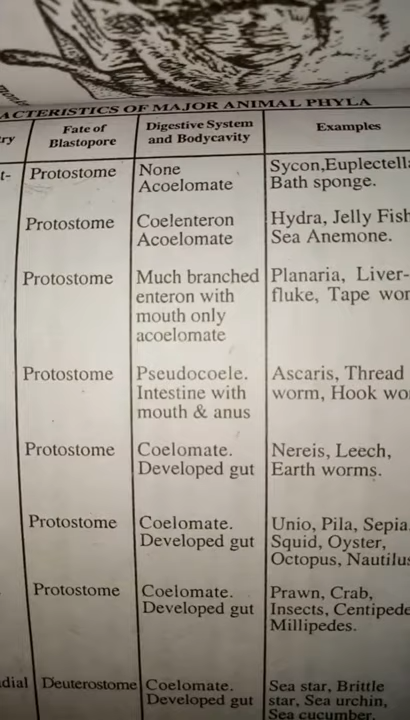 ACTERISTICS OF MAJOR ANIMAL PHYLA
ry Fate of Blastopore Digestive System and Bodycavity Examples
t- Protostome None Sycon,Euplectell
Acoelomate Bath sponge.
Protostome Coelenteron Hydra, Jelly Fish
Acoelomate Sea Anemone.
Protostome Much branched Planaria, Liver-
enteron with fluke, Tape wor
mouth only
acoelomate
Protostome Pseudocoele. Ascaris, Thread
Intestine with worm, Hook wo
mouth & anus
Protostome Coelomate. Nereis, Leech,
Developed gut Earth worms.
Protostome Coelomate. Unio, Pila, Sepia
Developed gut Squid, Oyster,
Octopus, Nautilus
Protostome Coelomate. Prawn, Crab,
Developed gut Insects, Centipede
Millipedes.
dial Deuterostome Coelomate. Sea star, Brittle
Developed gut star, Sea urchin,
Sea cucumber.